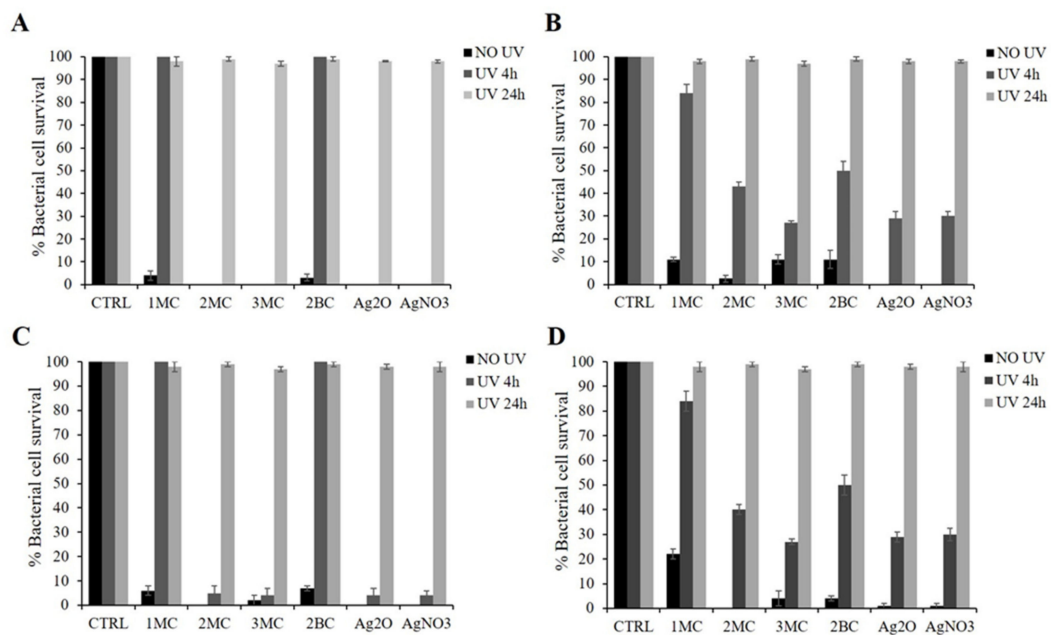 A
% Bacterial cell survival
100
90
80
70
60
50
40
30
20
10
0
CTRL 1MC 2MC 3MC 2BC Ag2O AgNO3
NO UV
UV 4h
UV 24h
B
% Bacterial cell survival
100
90
80
70
60
50
40
30
20
10
0
CTRL 1MC 2MC 3MC 2BC Ag2O AgNO3
NO UV
UV 4h
UV 24h
C
% Bacterial cell survival
100
90
80
70
60
50
40
30
20
10
0
CTRL 1MC 2MC 3MC 2BC Ag2O AgNO3
NO UV
UV 4h
UV 24h
D
% Bacterial cell survival
100
90
80
70
60
50
40
30
20
10
0
CTRL 1MC 2MC 3MC 2BC Ag2O AgNO3
NO UV
UV 4h
UV 24h